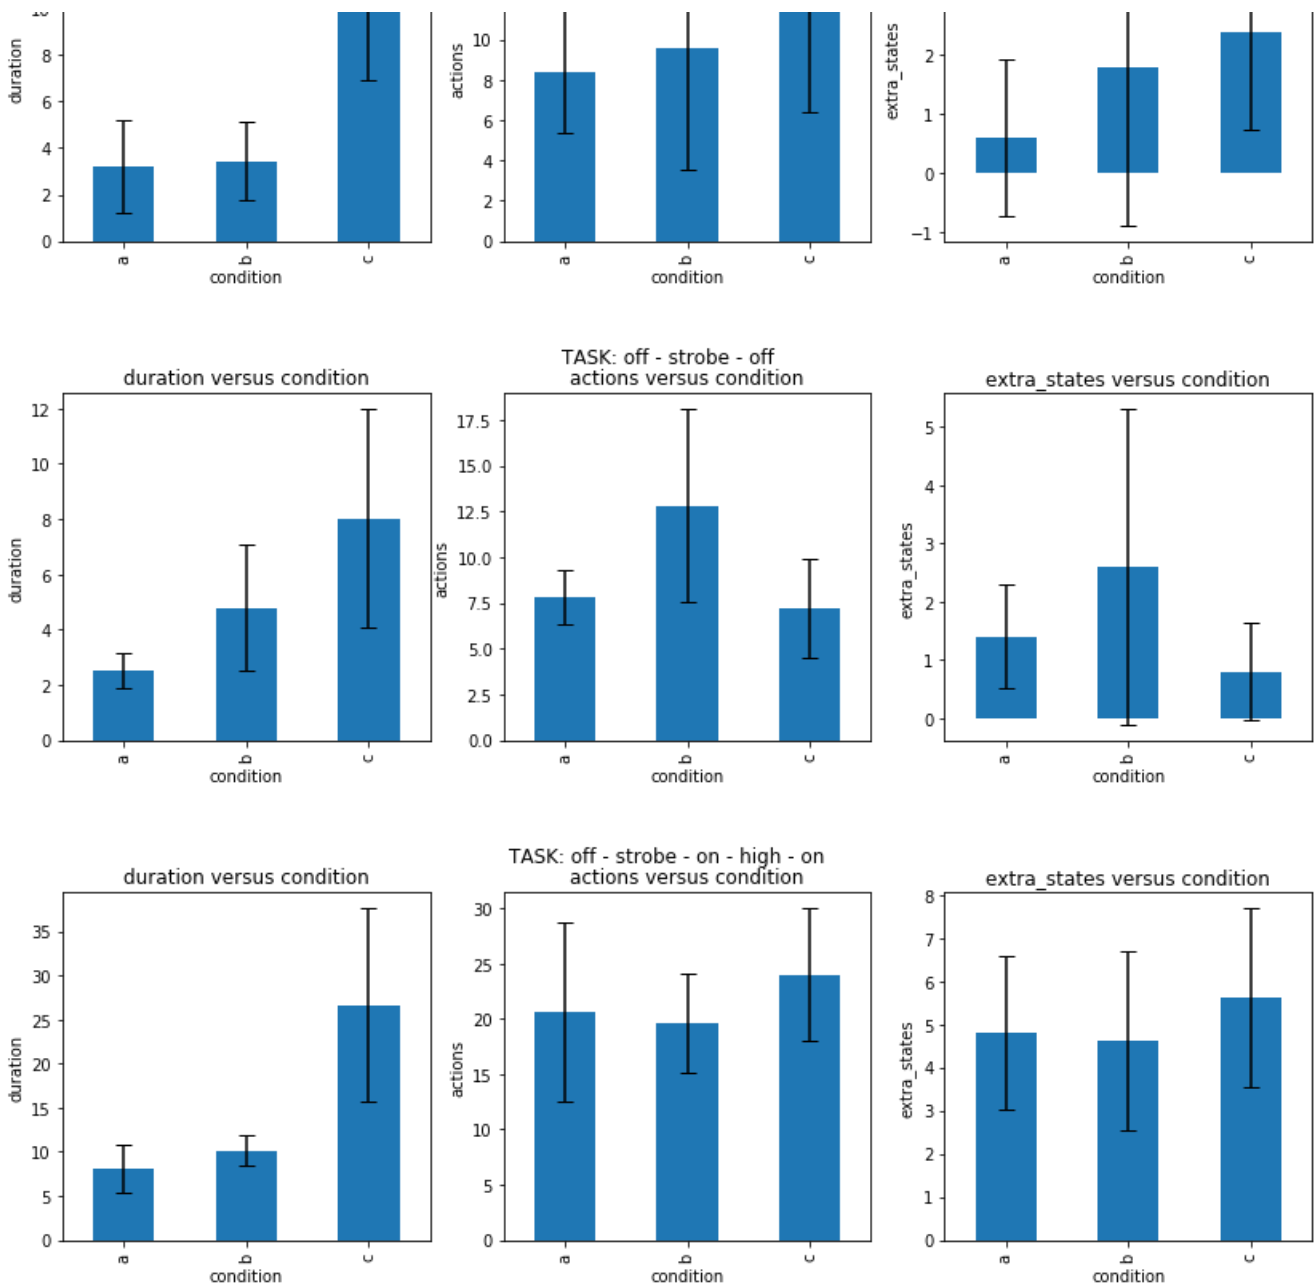 10
8
6
4
2
0
duration
a
b
c
condition
10
8
6
4
2
0
actions
a
b
c
condition
2
1
0
−1
extra_states
a
b
c
condition
TASK: off - strobe - off
duration versus condition
actions versus condition
extra_states versus condition
12
10
8
6
4
2
0
duration
a
b
c
condition
17.5
15.0
12.5
10.0
7.5
5.0
2.5
0.0
actions
a
b
c
condition
5
4
3
2
1
0
extra_states
a
b
c
condition
TASK: off - strobe - on - high - on
duration versus condition
actions versus condition
extra_states versus condition
35
30
25
20
15
10
5
0
duration
a
b
c
condition
30
25
20
15
10
5
0
actions
a
b
c
condition
8
7
6
5
4
3
2
1
0
extra_states
a
b
c
condition